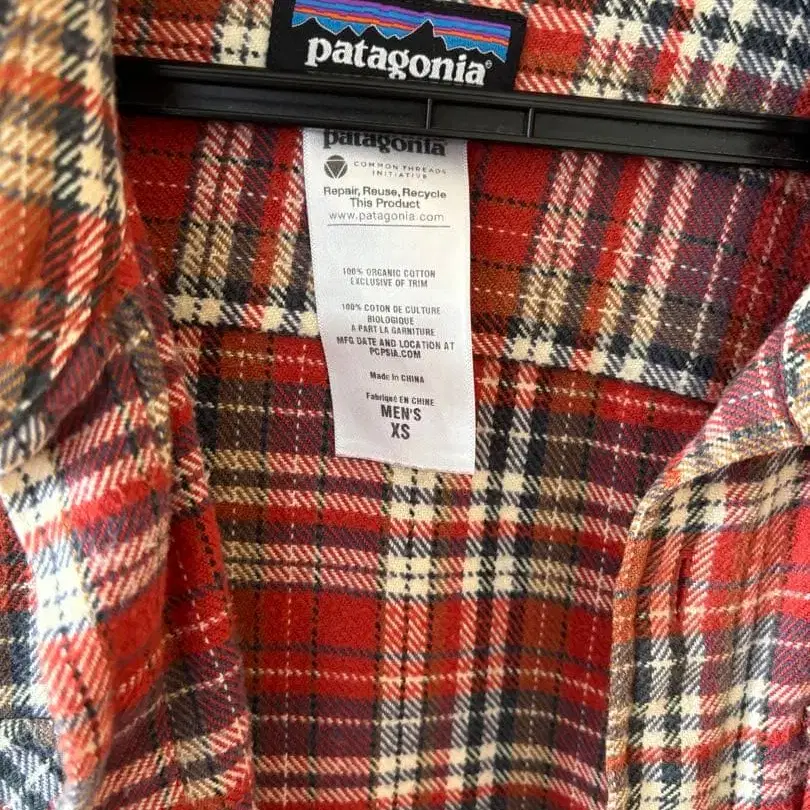 patagonia®
patagonia
COMMON THREADS
INITIATIVE
Repair, Reuse, Recycle
This Product
www.patagonia.com
100% ORGANIC COTTON
EXCLUSIVE OF TRIM
100% COTON DE CULTURE
BIOLOGIQUE
A PART LA GARNITURE
MFG DATE AND LOCATION AT
PCPSIA.COM
Made in CHINA
Fabriqué EN CHINE
MEN'S
XS